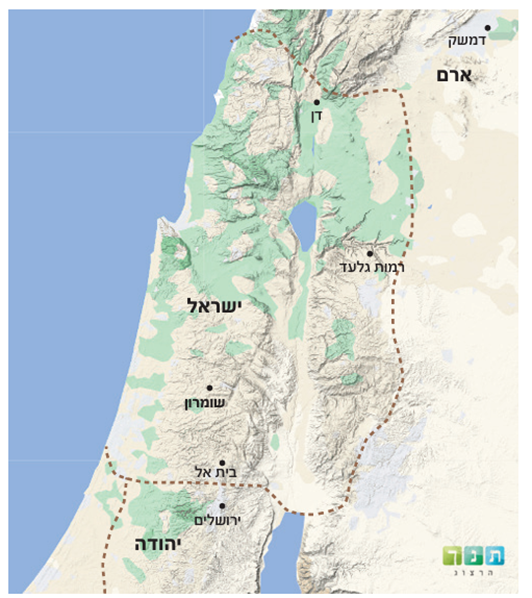 דמשק
ארם
דן
רמות גלעד
ישראל
שומרון
בית אל
ירושלים
יהודה
תנך
הרצוג